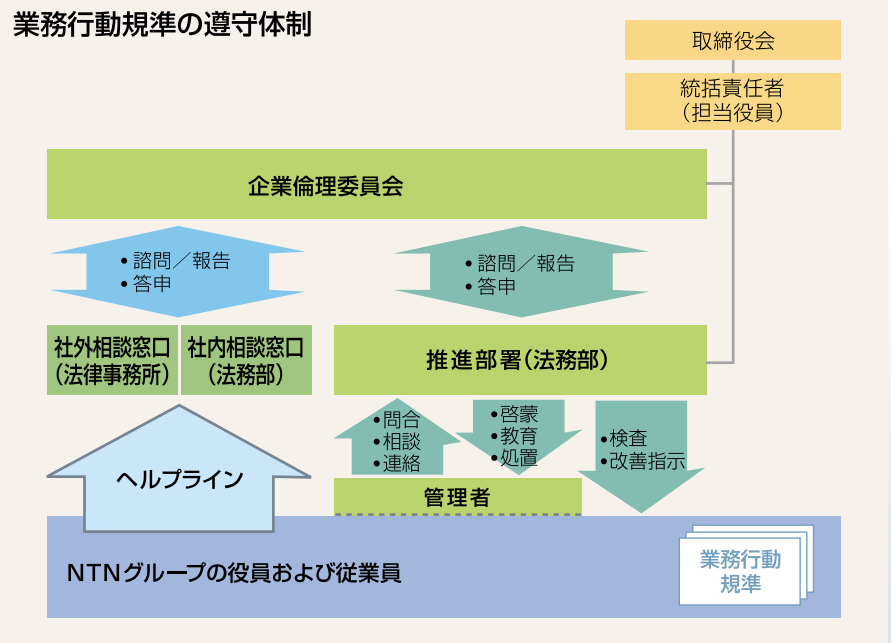 業務行動規準の遵守体制
取締役会
統括責任者
（担当役員）
企業倫理委員会
•諮問／報告
•答申
•諮問／報告
•答申
社外相談窓口
（法律事務所）
社内相談窓口
（法務部）
推進部署（法務部）
•問合
•相談
•連絡
•啓蒙
•教育
•処置
•検査
•改善指示
ヘルプライン
管理者
NTNグループの役員および従業員
業務行動
規準